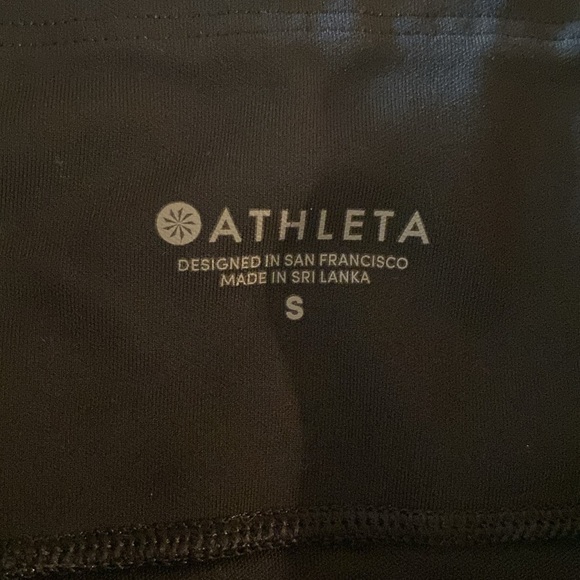 ATHLETA
DESIGNED IN SAN FRANCISCO
MADE IN SRI LANKA
S